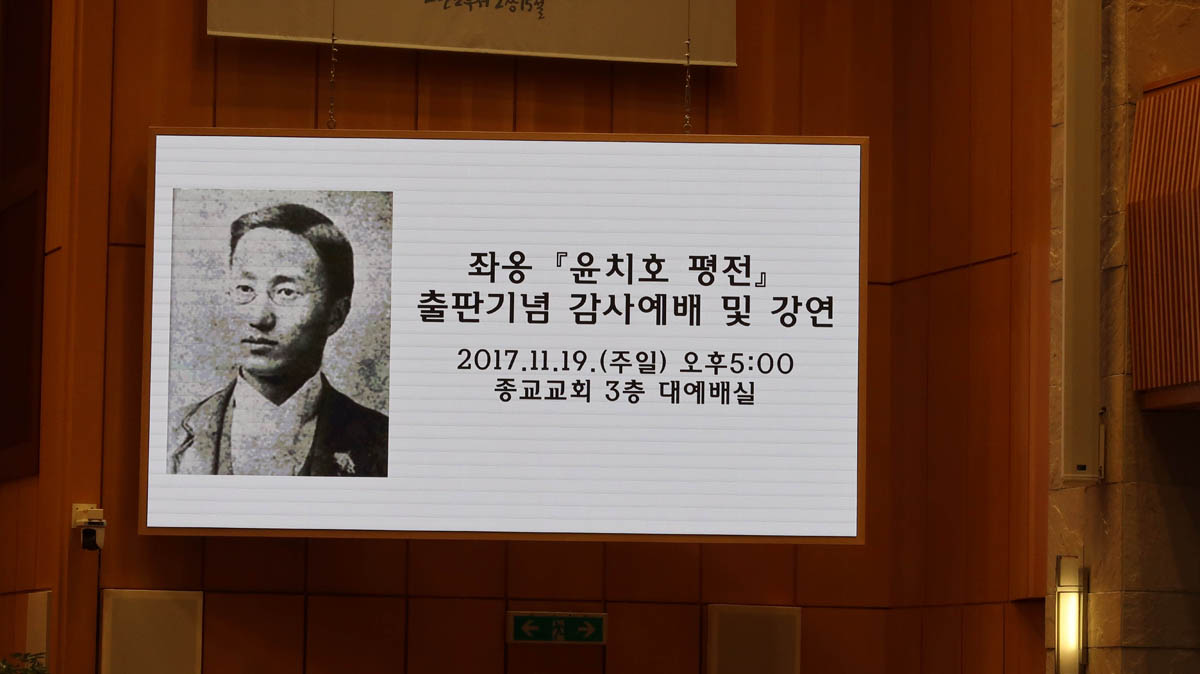 좌옹 『윤치호 평전』
출판기념 감사예배 및 강연
2017.11.19.(주일) 오후5:00
종교교회 3층 대예배실